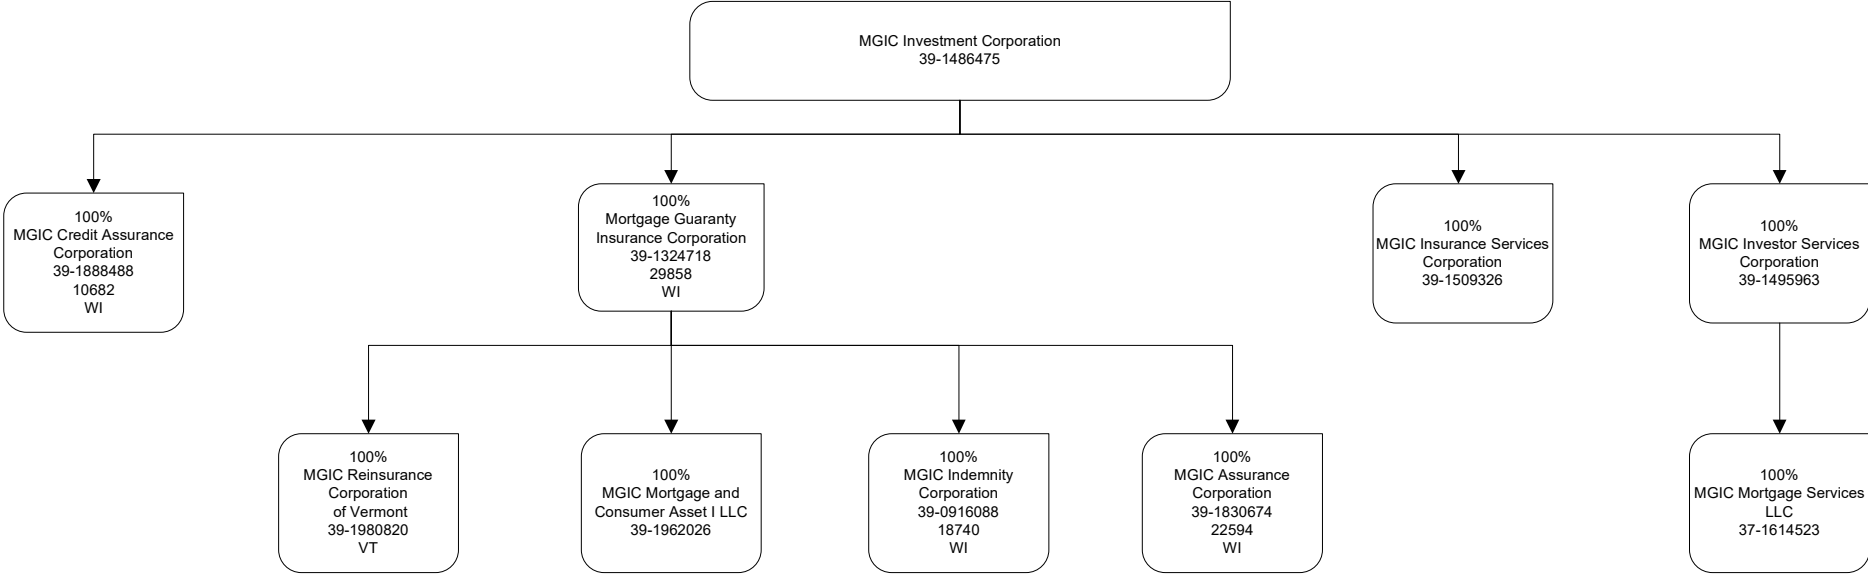 MGIC Investment Corporation
39-1486475
100%
MGIC Credit Assurance
Corporation
39-1888488
10682
WI
100%
Mortgage Guaranty
Insurance Corporation
39-1324718
29858
WI
100%
MGIC Insurance Services
Corporation
39-1509326
100%
MGIC Investor Services
Corporation
39-1495963
100%
MGIC Reinsurance
Corporation
of Vermont
39-1980820
VT
100%
MGIC Mortgage and
Consumer Asset I LLC
39-1962026
100%
MGIC Indemnity
Corporation
39-0916088
18740
WI
100%
MGIC Assurance
Corporation
39-1830674
22594
WI
100%
MGIC Mortgage Services
LLC
37-1614523